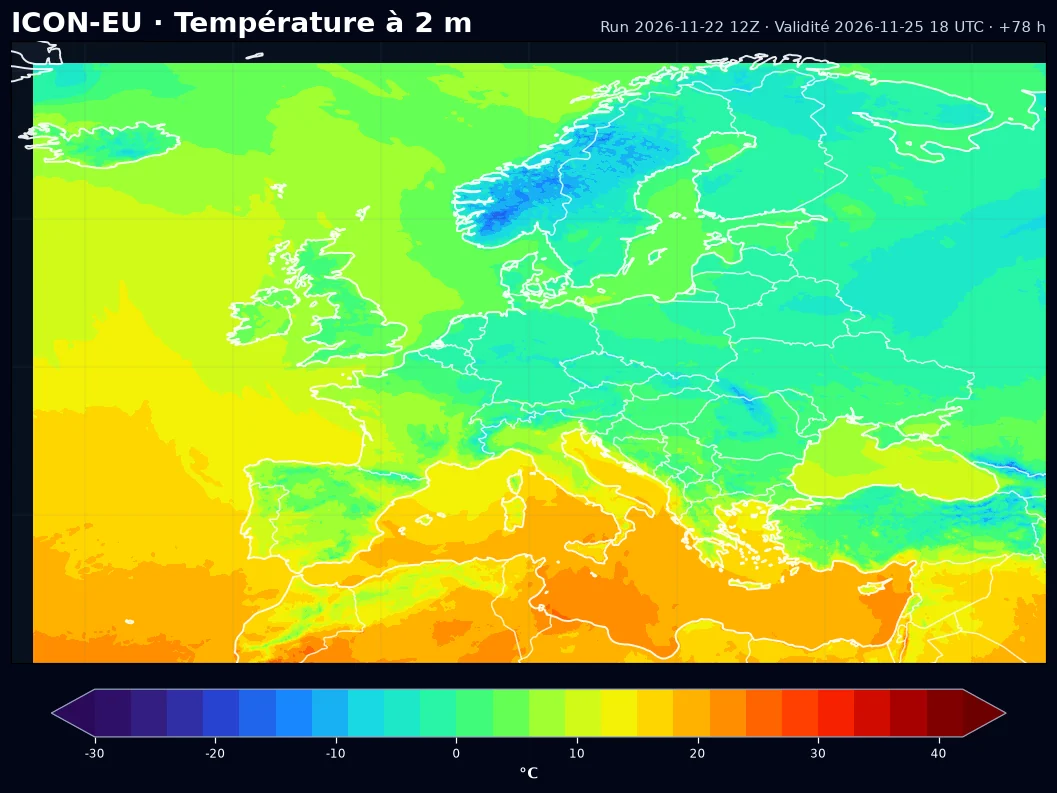 ICON-EU · Température à 2 m
Run 2026-11-22 12Z · Validité 2026-11-25 18 UTC · +78 h
-30 -20 -10 0 10 20 30 40
°C